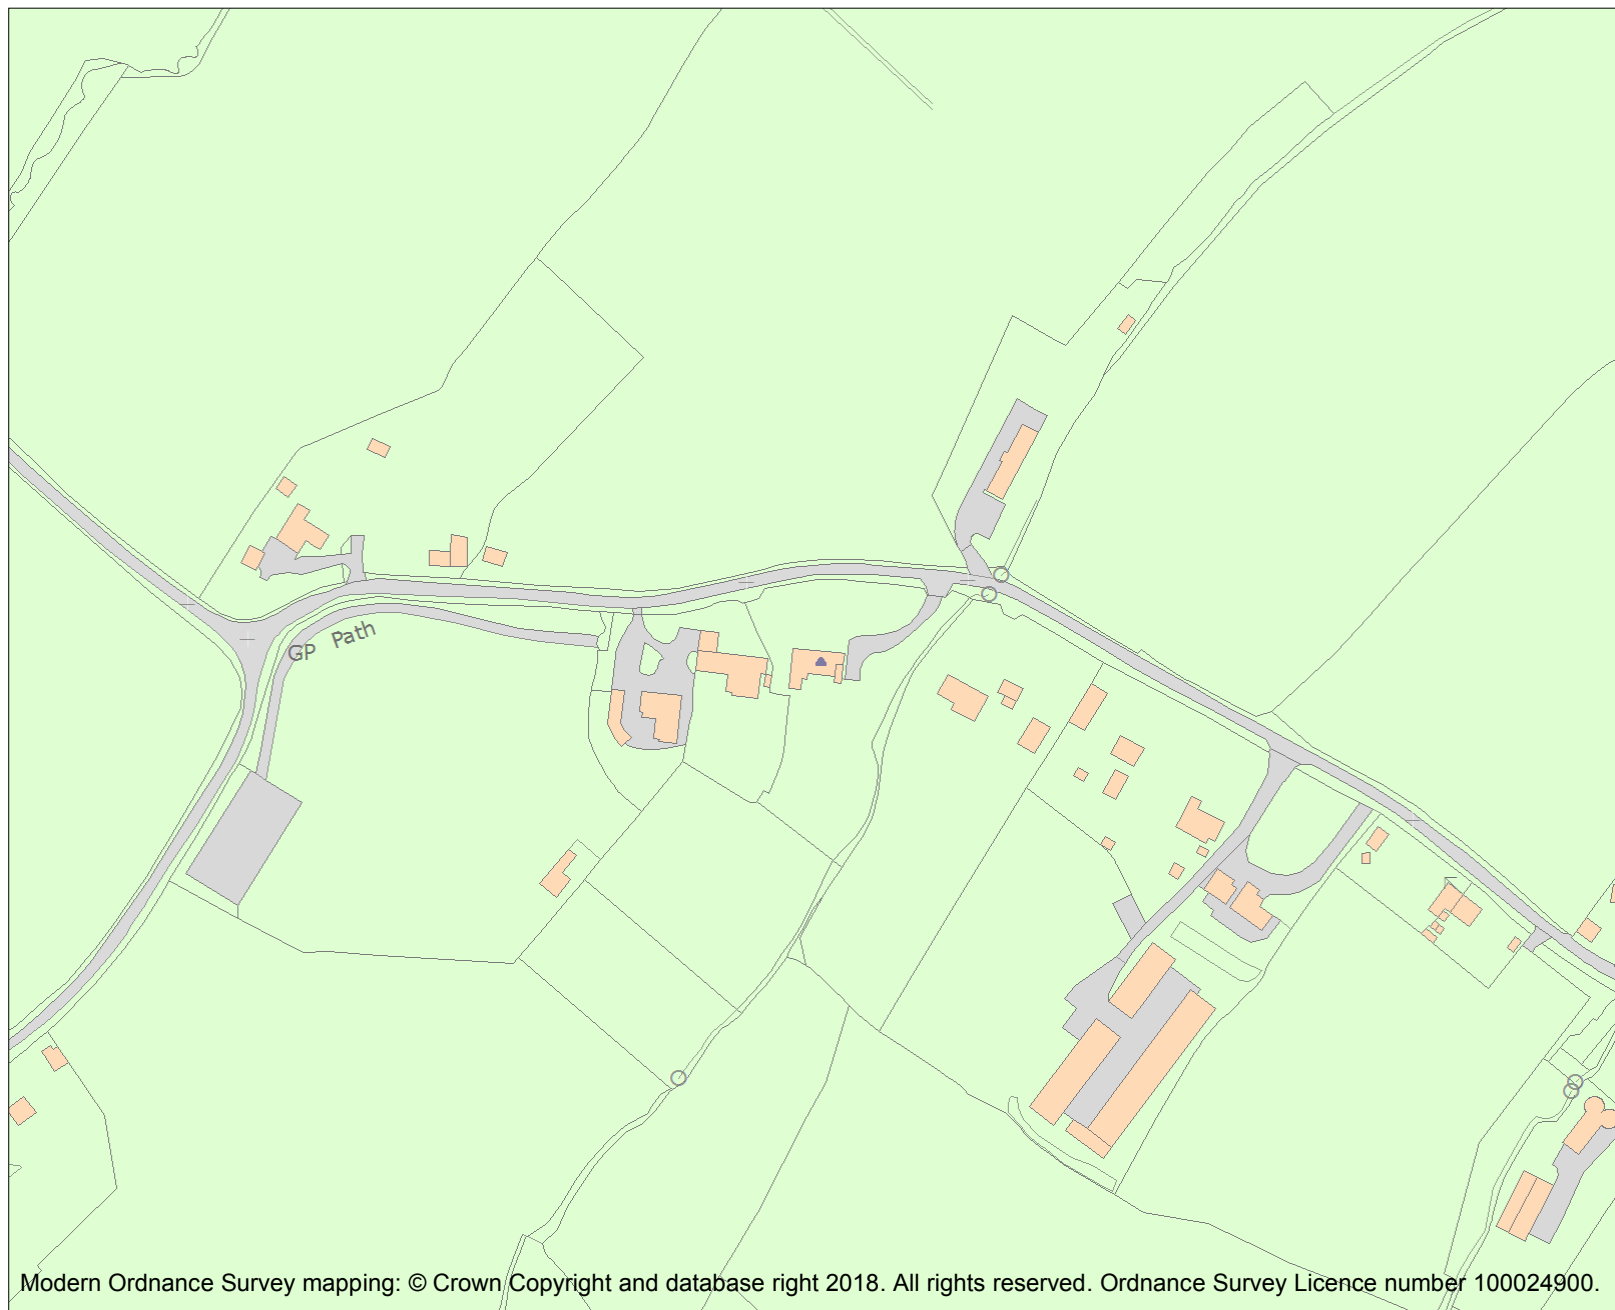 GP Path
Modern Ordnance Survey mapping: © Crown Copyright and database right 2018. All rights reserved. Ordnance Survey Licence number 100024900.